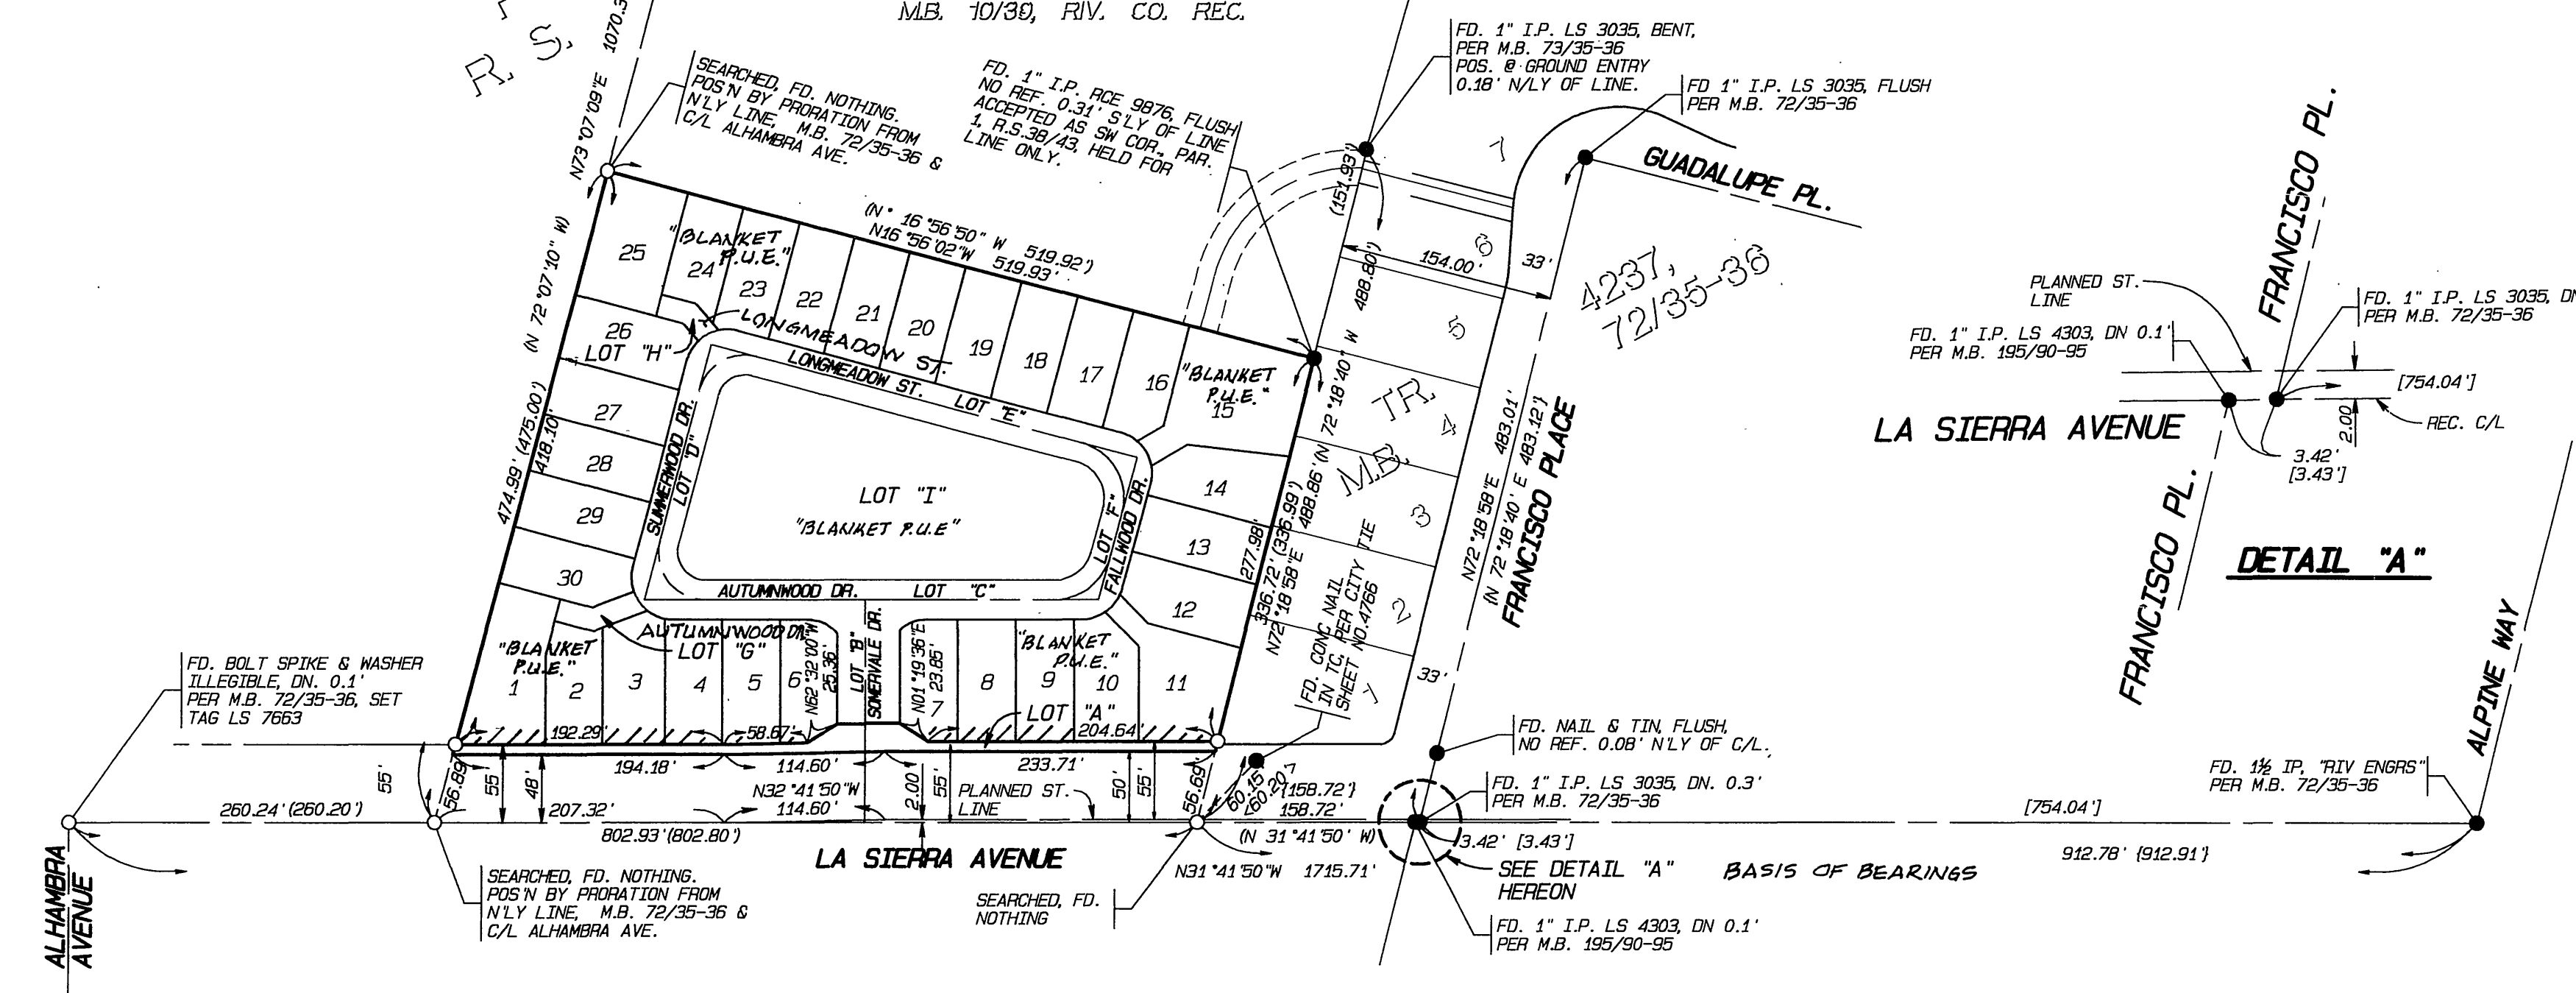 M.B. 10/30, RIV. CO. REC.
R. S.
N73°07'09"E 1070.3
SEARCHED, FD. NOTHING.
POS'N BY PRORATION FROM
N'LY LINE, M.B. 72/35-36 &
C/L ALHAMBRA AVE.
FD. 1" I.P. RCE 9876, FLUSH
NO REF. 0.31' S'LY OF LINE
ACCEPTED AS SW COR., PAR.
1, R.S.38/43, HELD FOR
LINE ONLY.
FD. 1" I.P. LS 3035, BENT,
PER M.B. 73/35-36
POS. @ GROUND ENTRY
0.18' N/LY OF LINE.
FD 1" I.P. LS 3035, FLUSH
PER M.B. 72/35-36
GUADALUPE PL.
(N° 16°56'50" W 519.92')
N16°56'02"W 519.93'
(N 72°07'10" W)
474.99' (475.00')
418.10'
25
"BLANKET
P.U.E."
24
23
22
21
20
19
18
17
16
"BLANKET
P.U.E."
15
26
LOT "H"
LONGMEADOW ST.
LONGMEADOW ST.
LOT "E"
27
28
29
30
SUMMERWOOD DR.
LOT "D"
LOT "I"
"BLANKET P.U.E"
LOT "F"
FALLWOOD DR.
14
13
12
AUTUMNWOOD DR. LOT "C"
AUTUMNWOOD DR.
LOT "G"
"BLANKET
P.U.E."
1
2
3
4
5
6
N62°32'00"W
25.36'
LOT "B"
SOMERVALE DR.
N01°19'36"E
23.85'
7
8
"BLANKET
P.U.E."
9
10
11
LOT "A"
192.29'
58.67'
204.64'
277.98'
336.72' (336.99')
N72°18'58"E 488.86' (N 72°18'40" W 488.80')
(151.93')
154.00'
33'
7
6
5
4
3
2
1
TR.
4237,
M.B.
72/35-36
N72°18'58"E 483.01'
{N 72°18'40' E 483.12'}
FRANCISCO PLACE
33'
FD. CONC NAIL
IN TC, PER CITY TIE
SHEET NO.4766
FD. BOLT SPIKE & WASHER
ILLEGIBLE, DN. 0.1'
PER M.B. 72/35-36, SET
TAG LS 7663
55'
56.89'
55'
48'
194.18'
114.60'
233.71'
N32°41'50"W
114.60'
2.00
55'
PLANNED ST.
LINE
50'
55'
56.69'
60.15'
<60.20'>
{158.72'}
158.72'
260.24' (260.20')
207.32'
802.93' (802.80')
LA SIERRA AVENUE
(N 31°41'50' W)
N31°41'50"W 1715.71'
ALHAMBRA
AVENUE
SEARCHED, FD. NOTHING.
POS'N BY PRORATION FROM
N'LY LINE, M.B. 72/35-36 &
C/L ALHAMBRA AVE.
SEARCHED, FD.
NOTHING
FD. NAIL & TIN, FLUSH,
NO REF. 0.08' N'LY OF C/L.
FD. 1" I.P. LS 3035, DN. 0.3'
PER M.B. 72/35-36
3.42' [3.43']
SEE DETAIL "A"
HEREON
FD. 1" I.P. LS 4303, DN 0.1'
PER M.B. 195/90-95
BASIS OF BEARINGS
[754.04']
912.78' {912.91'}
FD. 1½ IP, "RIV ENGRS"
PER M.B. 72/35-36
ALPINE WAY
FRANCISCO PL.
PLANNED ST.
LINE
FD. 1" I.P. LS 3035, DN
PER M.B. 72/35-36
FD. 1" I.P. LS 4303, DN 0.1'
PER M.B. 195/90-95
[754.04']
LA SIERRA AVENUE
2.00
REC. C/L
3.42'
[3.43']
FRANCISCO PL.
DETAIL "A"